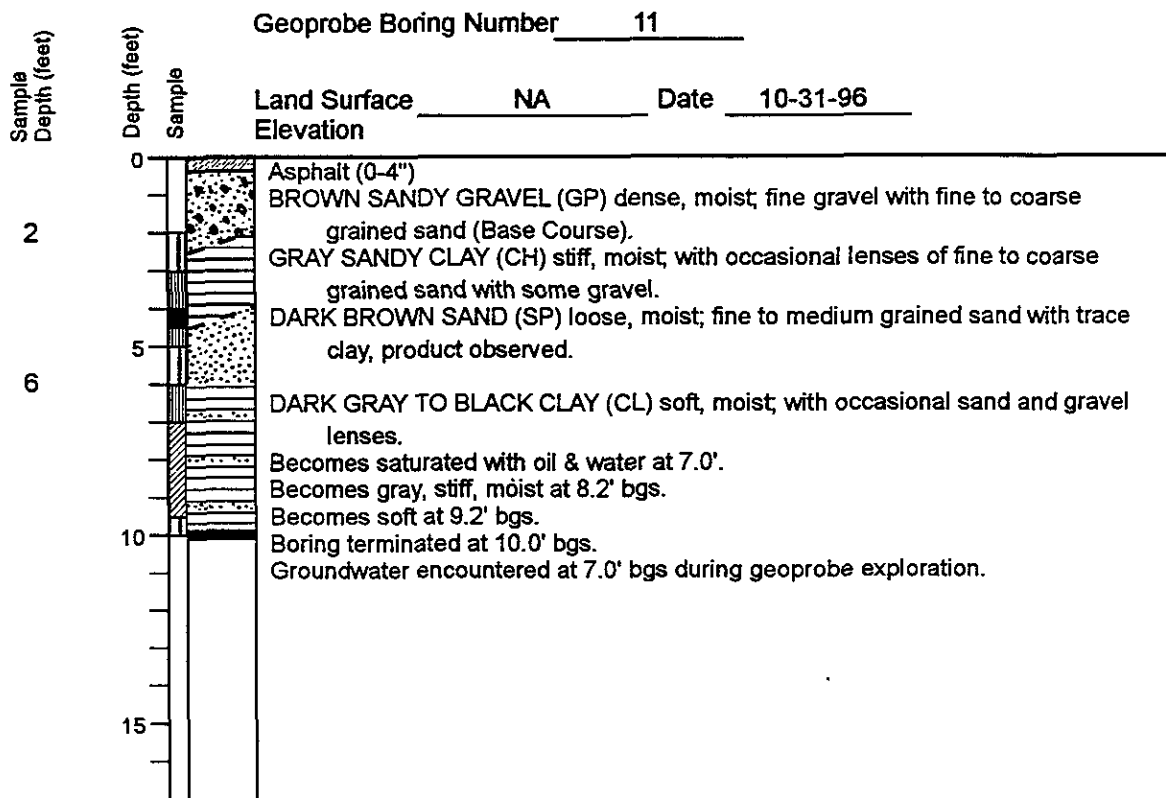 Geoprobe Boring Number 11
Sample Depth (feet)
Depth (feet)
Sample
Land Surface NA Date 10-31-96
Elevation
0
Asphalt (0-4")
BROWN SANDY GRAVEL (GP) dense, moist; fine gravel with fine to coarse
2
grained sand (Base Course).
GRAY SANDY CLAY (CH) stiff, moist; with occasional lenses of fine to coarse
grained sand with some gravel.
DARK BROWN SAND (SP) loose, moist; fine to medium grained sand with trace
5
clay, product observed.
6
DARK GRAY TO BLACK CLAY (CL) soft, moist; with occasional sand and gravel
lenses.
Becomes saturated with oil & water at 7.0'.
Becomes gray, stiff, moist at 8.2' bgs.
Becomes soft at 9.2' bgs.
10
Boring terminated at 10.0' bgs.
Groundwater encountered at 7.0' bgs during geoprobe exploration.
15